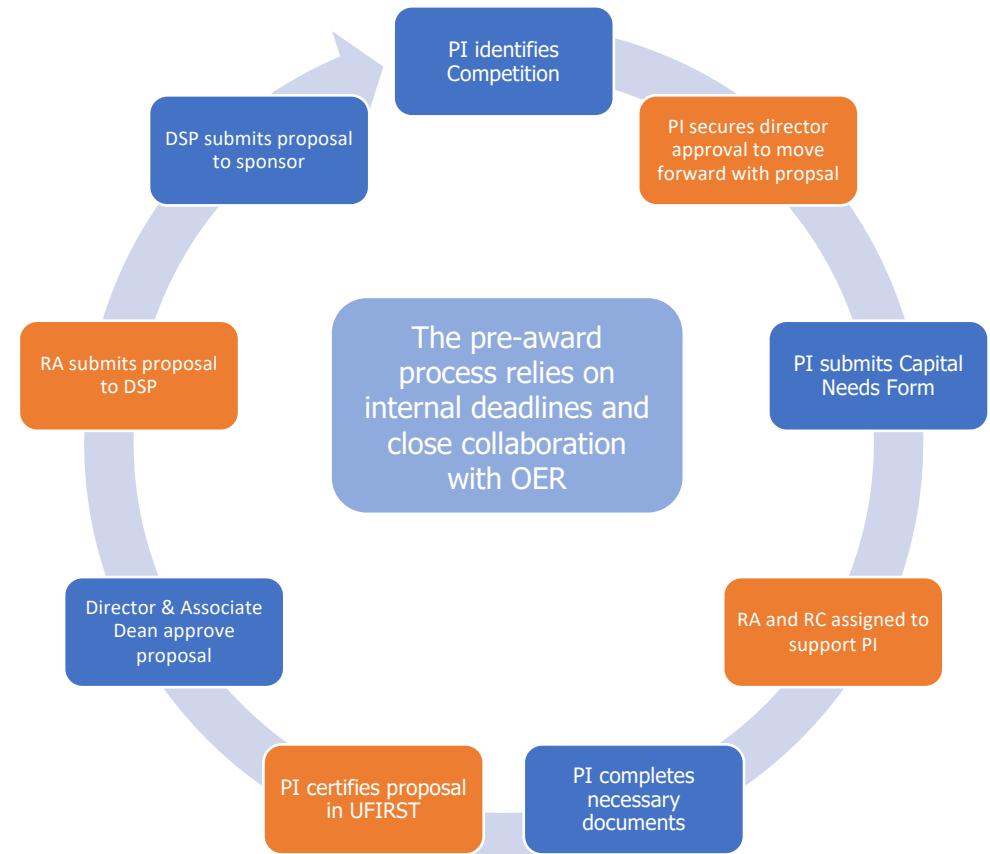 PI identifies
Competition
PI secures director
approval to move
forward with propsal
PI submits Capital
Needs Form
RA and RC assigned to
support PI
PI completes
necessary
documents
PI certifies proposal
in UFIRST
Director & Associate
Dean approve
proposal
RA submits proposal
to DSP
DSP submits proposal
to sponsor
The pre-award
process relies on
internal deadlines and
close collaboration
with OER